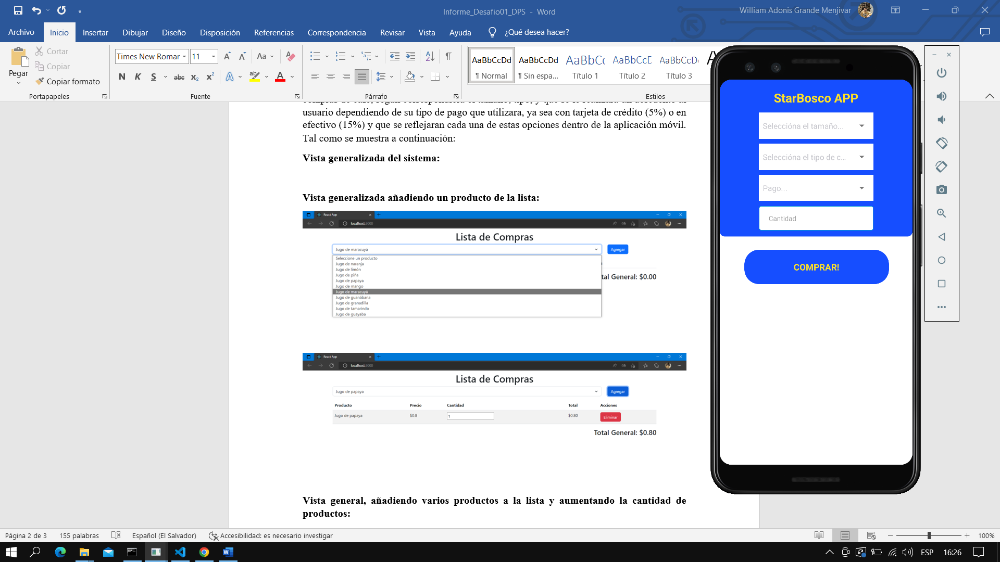 Informe_Desafio01_DPS - Word
William Adonis Grande Menjivar
Archivo Inicio Insertar Dibujar Diseño Disposición Referencias Correspondencia Revisar Vista Ayuda ¿Qué desea hacer?
Pegar
Cortar
Copiar
Copiar formato
Portapapeles
Times New Romar 11
Fuente
Párrafo
AaBbCcDd AaBbCcDd AaBbC AaBbCcD AaBbCcD
¶ Normal ¶ Sin espa... Título 1 Título 2 Título 3
Estilos
usuario dependiendo de su tipo de pago que utilizara, ya sea con tarjeta de crédito (5%) o en
efectivo (15%) y que se reflejaran cada una de estas opciones dentro de la aplicación móvil.
Tal como se muestra a continuación:
Vista generalizada del sistema:
Vista generalizada añadiendo un producto de la lista:
React App
localhost:3000
Lista de Compras
Jugo de maracuyá Agregar
Seleccione un producto
Jugo de naranja
Jugo de limón
Jugo de piña
Jugo de papaya
Jugo de mango
Jugo de maracuyá
Jugo de guanábana
Jugo de granadilla
Jugo de tamarindo
Jugo de guayaba
tal General: $0.00
React App
localhost:3000
Lista de Compras
Jugo de papaya Agregar
Producto Precio Cantidad Total Acciones
Jugo de papaya $0.8 1 $0.80 Eliminar
Total General: $0.80
Vista general, añadiendo varios productos a la lista y aumentando la cantidad de
productos:
StarBosco APP
Seleccióna el tamaño...
Seleccióna el tipo de c...
Pago...
Cantidad
COMPRAR!
Página 2 de 3 155 palabras Español (El Salvador) Accesibilidad: es necesario investigar 100%
ESP 16:26